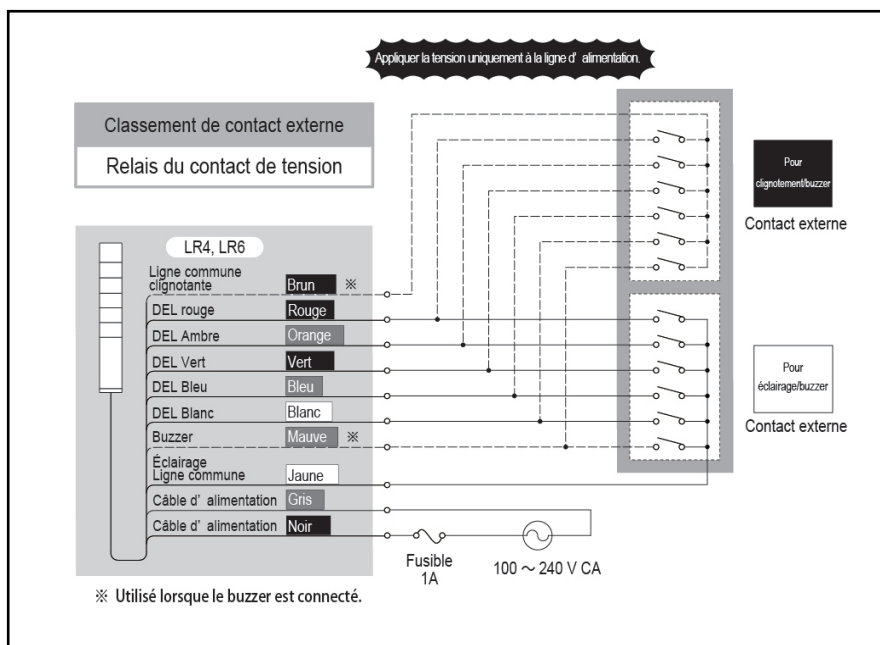 Appliquer la tension uniquement à la ligne d' alimentation.
Classement de contact externe
Relais du contact de tension
Pour
clignotement/buzzer
Contact externe
LR4, LR6
Ligne commune
clignotante
Brun ※
DEL rouge Rouge
DEL Ambre Orange
DEL Vert Vert
DEL Bleu Bleu
DEL Blanc Blanc
Buzzer Mauve ※
Éclairage
Ligne commune Jaune
Câble d' alimentation Gris
Câble d' alimentation Noir
Pour
éclairage/buzzer
Contact externe
Fusible
1A
100 ~ 240 V CA
※ Utilisé lorsque le buzzer est connecté.